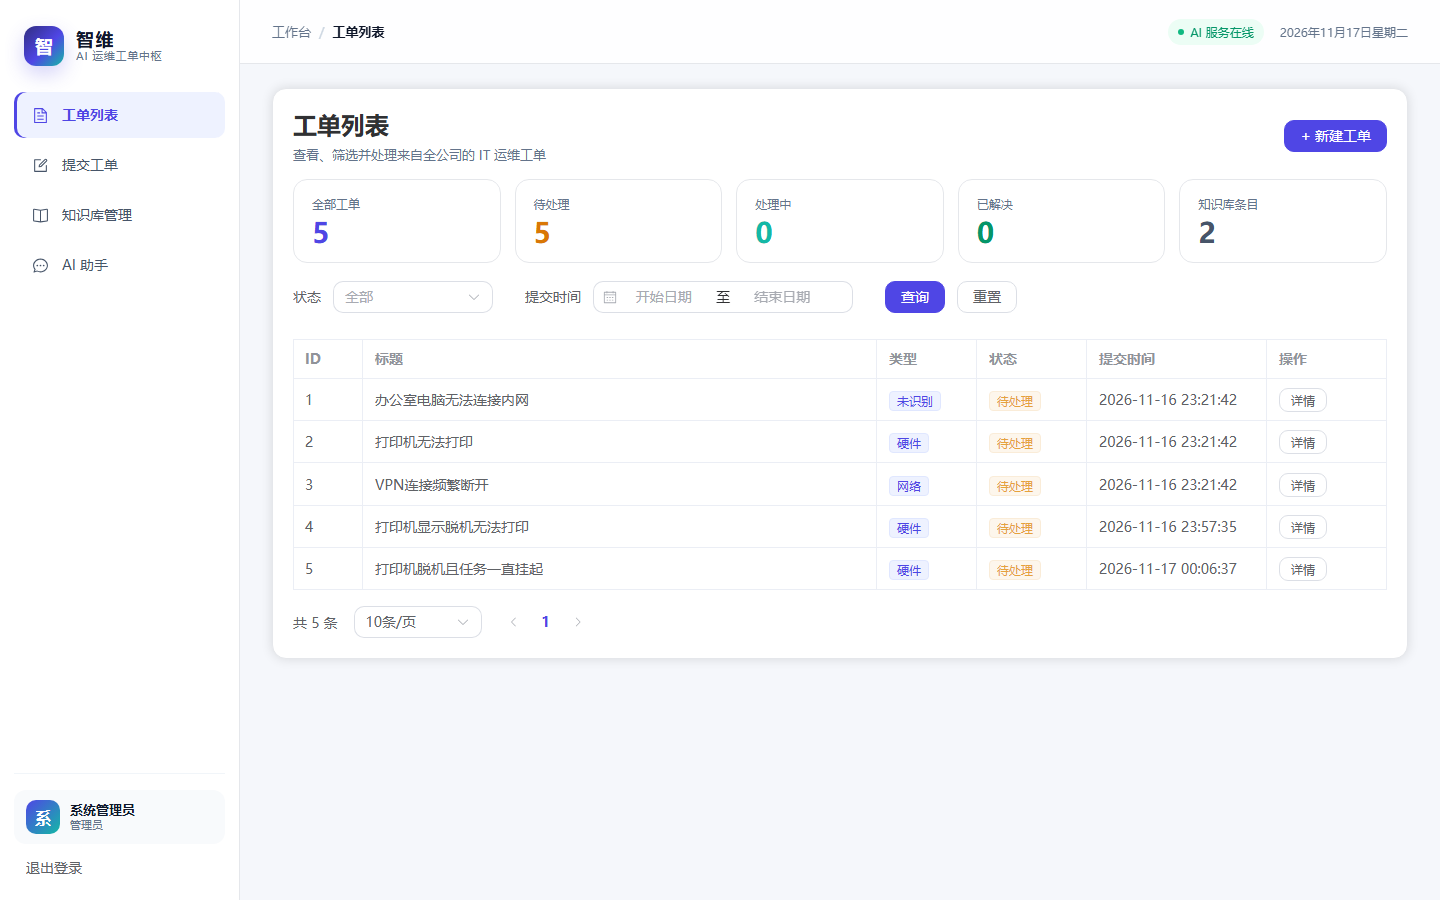 智
智维
AI 运维工单中枢
工单列表
提交工单
知识库管理
AI 助手
系
系统管理员
管理员
退出登录
工作台 / 工单列表
AI 服务在线
2026年11月17日星期二
工单列表
查看、筛选并处理来自全公司的 IT 运维工单
+ 新建工单
全部工单
5
待处理
5
处理中
0
已解决
0
知识库条目
2
状态 全部 提交时间 开始日期 至 结束日期 查询 重置
ID 标题 类型 状态 提交时间 操作
1 办公室电脑无法连接内网 未识别 待处理 2026-11-16 23:21:42 详情
2 打印机无法打印 硬件 待处理 2026-11-16 23:21:42 详情
3 VPN连接频繁断开 网络 待处理 2026-11-16 23:21:42 详情
4 打印机显示脱机无法打印 硬件 待处理 2026-11-16 23:57:35 详情
5 打印机脱机且任务一直挂起 硬件 待处理 2026-11-17 00:06:37 详情
共 5 条 10条/页 1